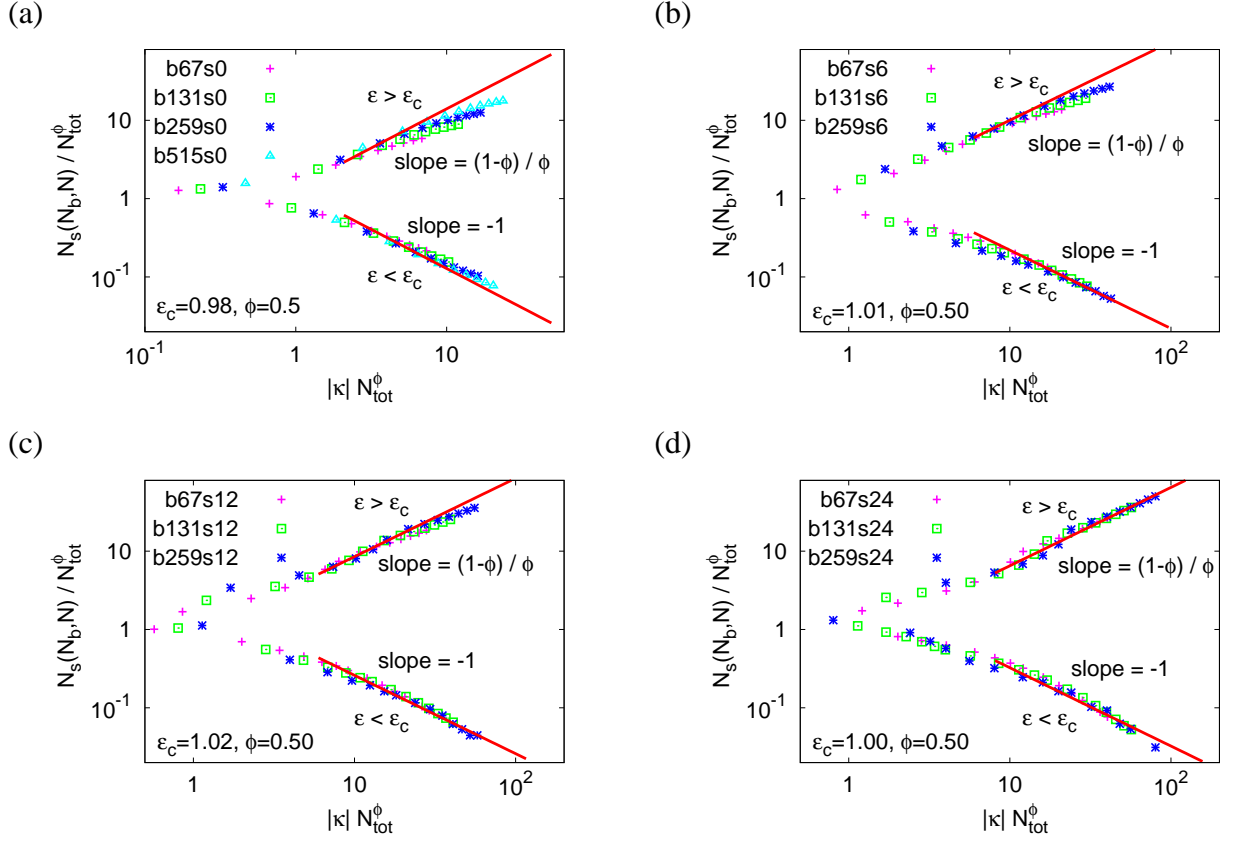 (a)
b67s0
b131s0
b259s0
b515s0
ε > ε_c
slope = (1-ϕ) / ϕ
slope = -1
ε < ε_c
ε_c=0.98, ϕ=0.5
10
1
10^-1
10^-1
1
10
N_s(N_b,N) / N_tot^ϕ
|κ| N_tot^ϕ
(b)
b67s6
b131s6
b259s6
ε > ε_c
slope = (1-ϕ) / ϕ
slope = -1
ε < ε_c
ε_c=1.01, ϕ=0.50
10
1
10^-1
1
10
10^2
N_s(N_b,N) / N_tot^ϕ
|κ| N_tot^ϕ
(c)
b67s12
b131s12
b259s12
ε > ε_c
slope = (1-ϕ) / ϕ
slope = -1
ε < ε_c
ε_c=1.02, ϕ=0.50
10
1
10^-1
1
10
10^2
N_s(N_b,N) / N_tot^ϕ
|κ| N_tot^ϕ
(d)
b67s24
b131s24
b259s24
ε > ε_c
slope = (1-ϕ) / ϕ
slope = -1
ε < ε_c
ε_c=1.00, ϕ=0.50
10
1
10^-1
1
10
10^2
N_s(N_b,N) / N_tot^ϕ
|κ| N_tot^ϕ